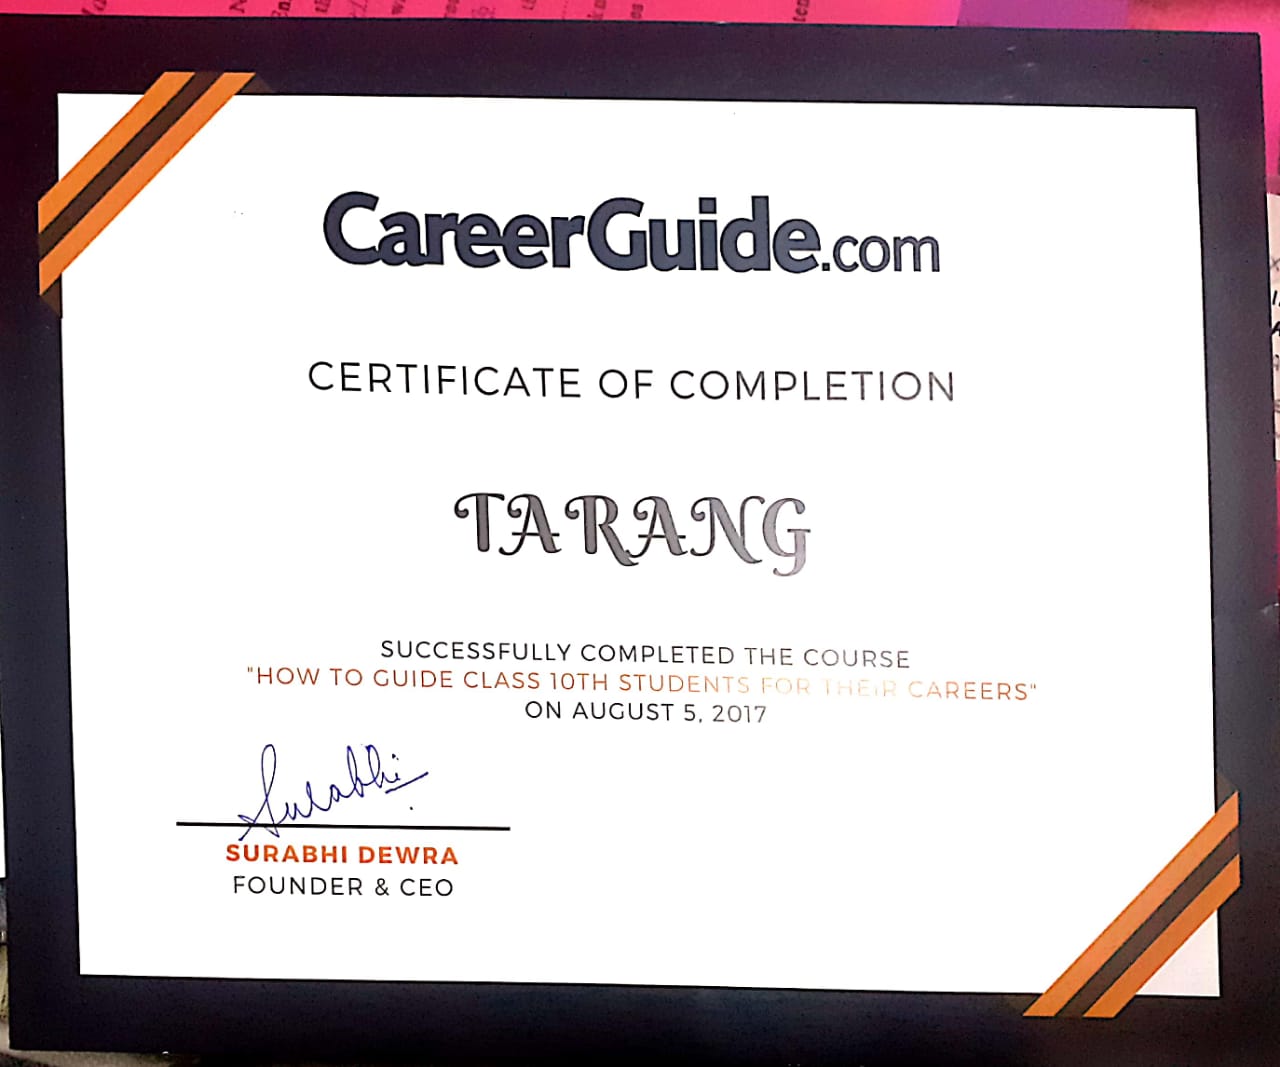 CareerGuide.com
CERTIFICATE OF COMPLETION
TARANG
SUCCESSFULLY COMPLETED THE COURSE
"HOW TO GUIDE CLASS 10TH STUDENTS FOR THEIR CAREERS"
ON AUGUST 5, 2017
Surabhi
SURABHI DEWRA
FOUNDER & CEO